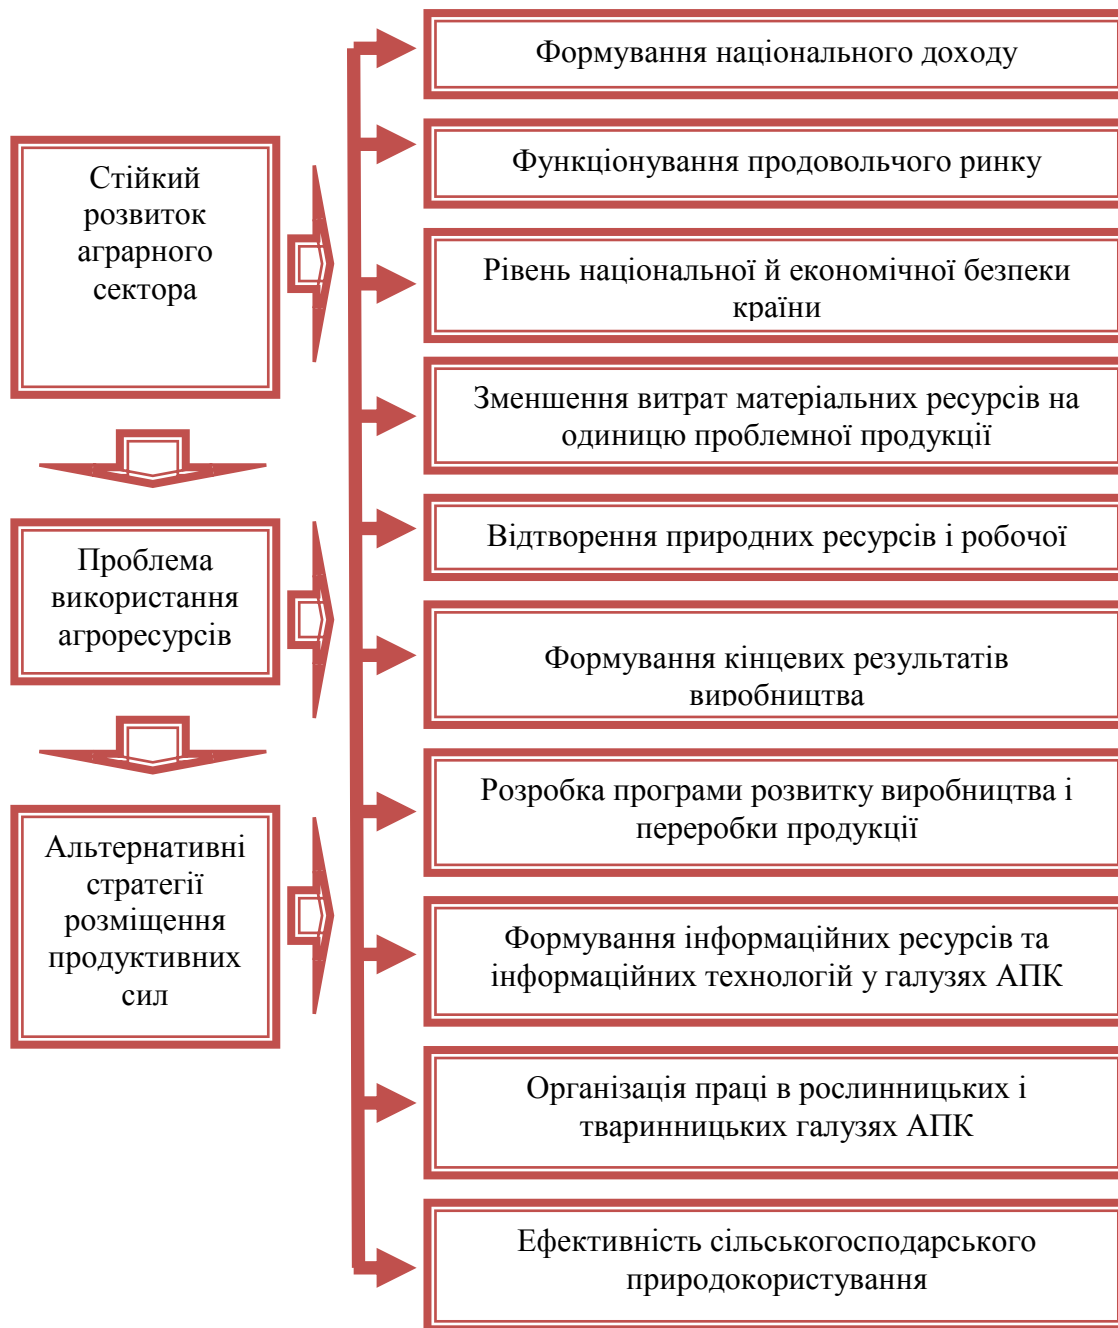 Стійкий
розвиток
аграрного
сектора
Проблема
використання
агроресурсів
Альтернативні
стратегії
розміщення
продуктивних
сил
Формування національного доходу
Функціонування продовольчого ринку
Рівень національної й економічної безпеки
країни
Зменшення витрат матеріальних ресурсів на
одиницю проблемної продукції
Відтворення природних ресурсів і робочої
Формування кінцевих результатів
виробництва
Розробка програми розвитку виробництва і
переробки продукції
Формування інформаційних ресурсів та
інформаційних технологій у галузях АПК
Організація праці в рослинницьких і
тваринницьких галузях АПК
Ефективність сільськогосподарського
природокористування